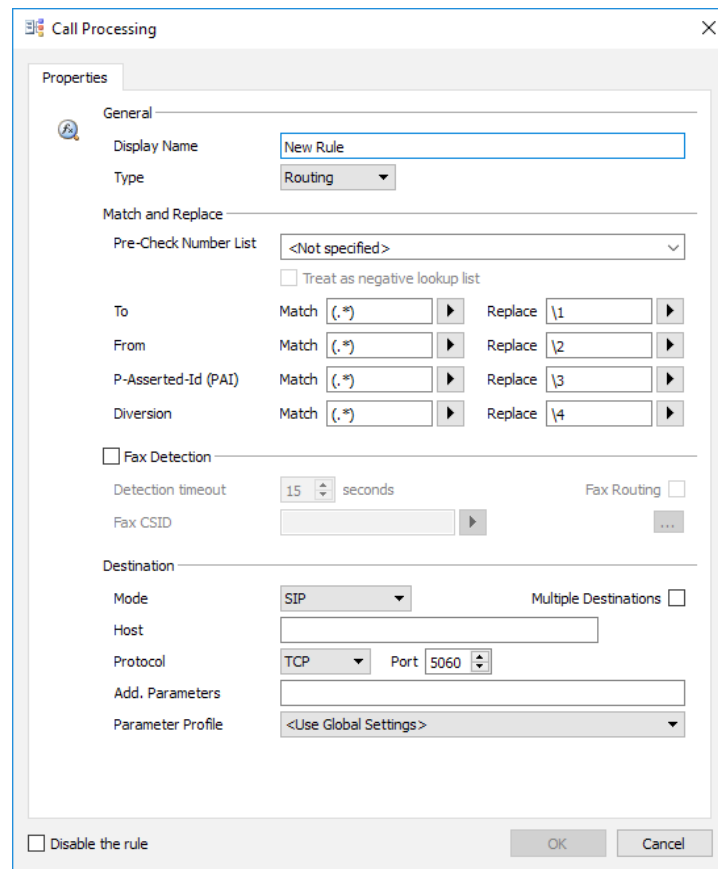 Call Processing
Properties
General
Display Name New Rule
Type Routing
Match and Replace
Pre-Check Number List <Not specified>
Treat as negative lookup list
To Match (.*) Replace \1
From Match (.*) Replace \2
P-Asserted-Id (PAI) Match (.*) Replace \3
Diversion Match (.*) Replace \4
Fax Detection
Detection timeout 15 seconds Fax Routing
Fax CSID ...
Destination
Mode SIP Multiple Destinations
Host
Protocol TCP Port 5060
Add. Parameters
Parameter Profile <Use Global Settings>
Disable the rule OK Cancel